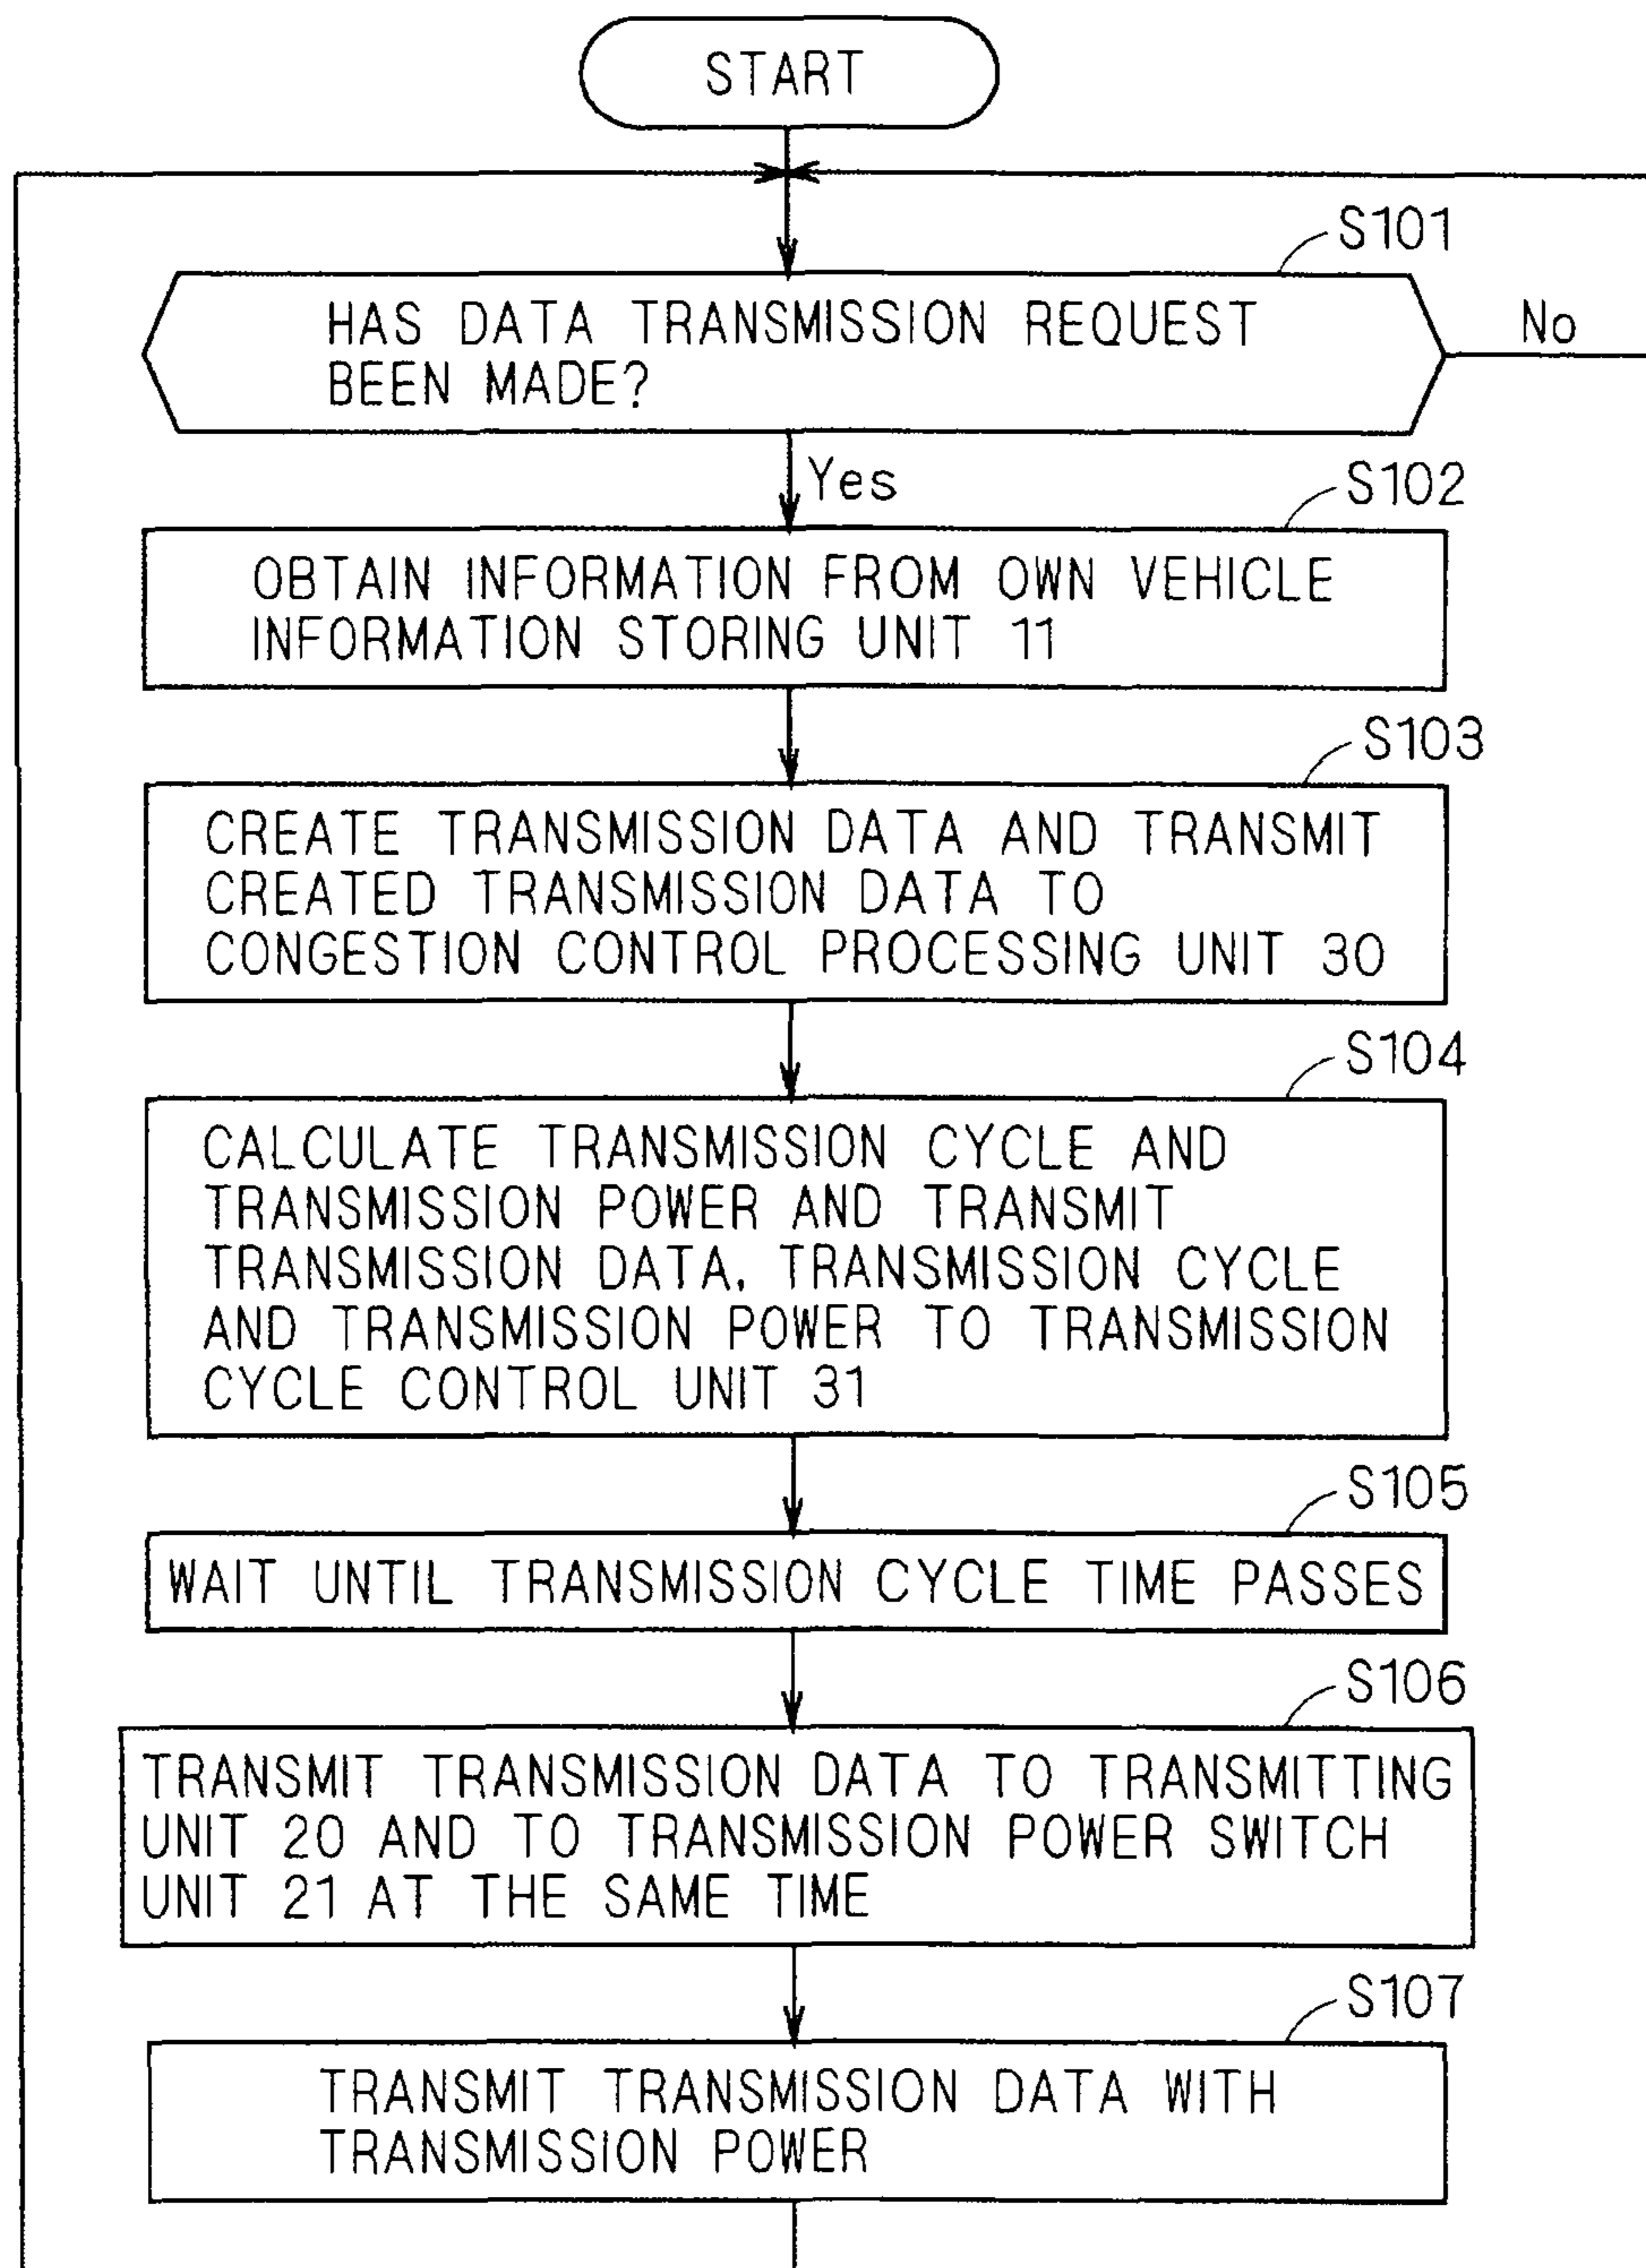 START
S101
HAS DATA TRANSMISSION REQUEST
BEEN MADE?
No
Yes
S102
OBTAIN INFORMATION FROM OWN VEHICLE
INFORMATION STORING UNIT 11
S103
CREATE TRANSMISSION DATA AND TRANSMIT
CREATED TRANSMISSION DATA TO
CONGESTION CONTROL PROCESSING UNIT 30
S104
CALCULATE TRANSMISSION CYCLE AND
TRANSMISSION POWER AND TRANSMIT
TRANSMISSION DATA, TRANSMISSION CYCLE
AND TRANSMISSION POWER TO TRANSMISSION
CYCLE CONTROL UNIT 31
S105
WAIT UNTIL TRANSMISSION CYCLE TIME PASSES
S106
TRANSMIT TRANSMISSION DATA TO TRANSMITTING
UNIT 20 AND TO TRANSMISSION POWER SWITCH
UNIT 21 AT THE SAME TIME
S107
TRANSMIT TRANSMISSION DATA WITH
TRANSMISSION POWER